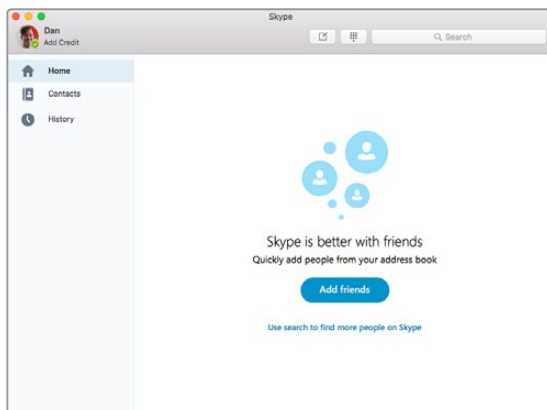 Skype
Dan
Add Credit
Search
Home
Contacts
History
Skype is better with friends
Quickly add people from your address book
Add friends
Use search to find more people on Skype